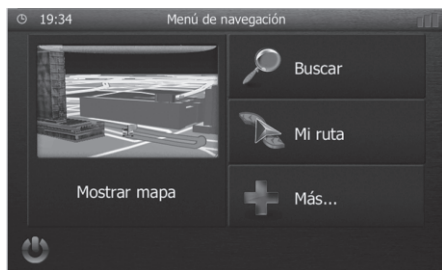 19:34 Menú de navegación
Buscar
Mi ruta
Mostrar mapa
Más...